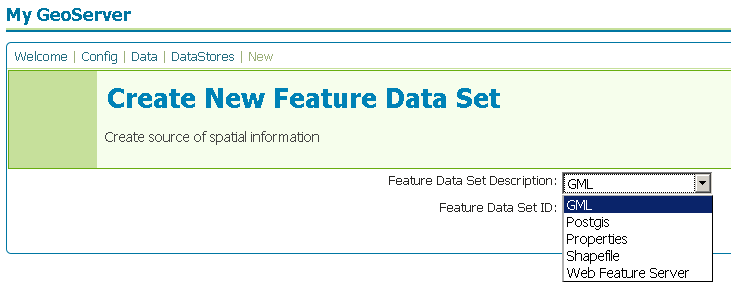 My GeoServer
Welcome | Config | Data | DataStores | New
Create New Feature Data Set
Create source of spatial information
Feature Data Set Description: GML
Feature Data Set ID:
GML
Postgis
Properties
Shapefile
Web Feature Server